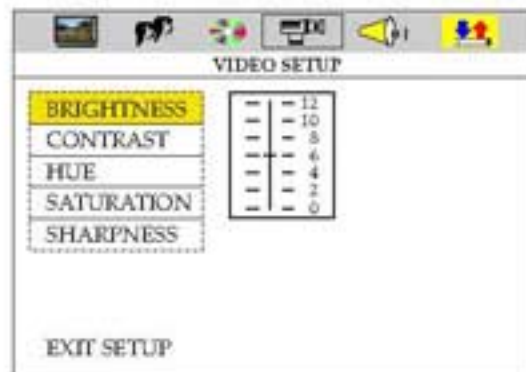 VIDEO SETUP
BRIGHTNESS
CONTRAST
HUE
SATURATION
SHARPNESS
12
10
8
6
4
2
0
EXIT SETUP